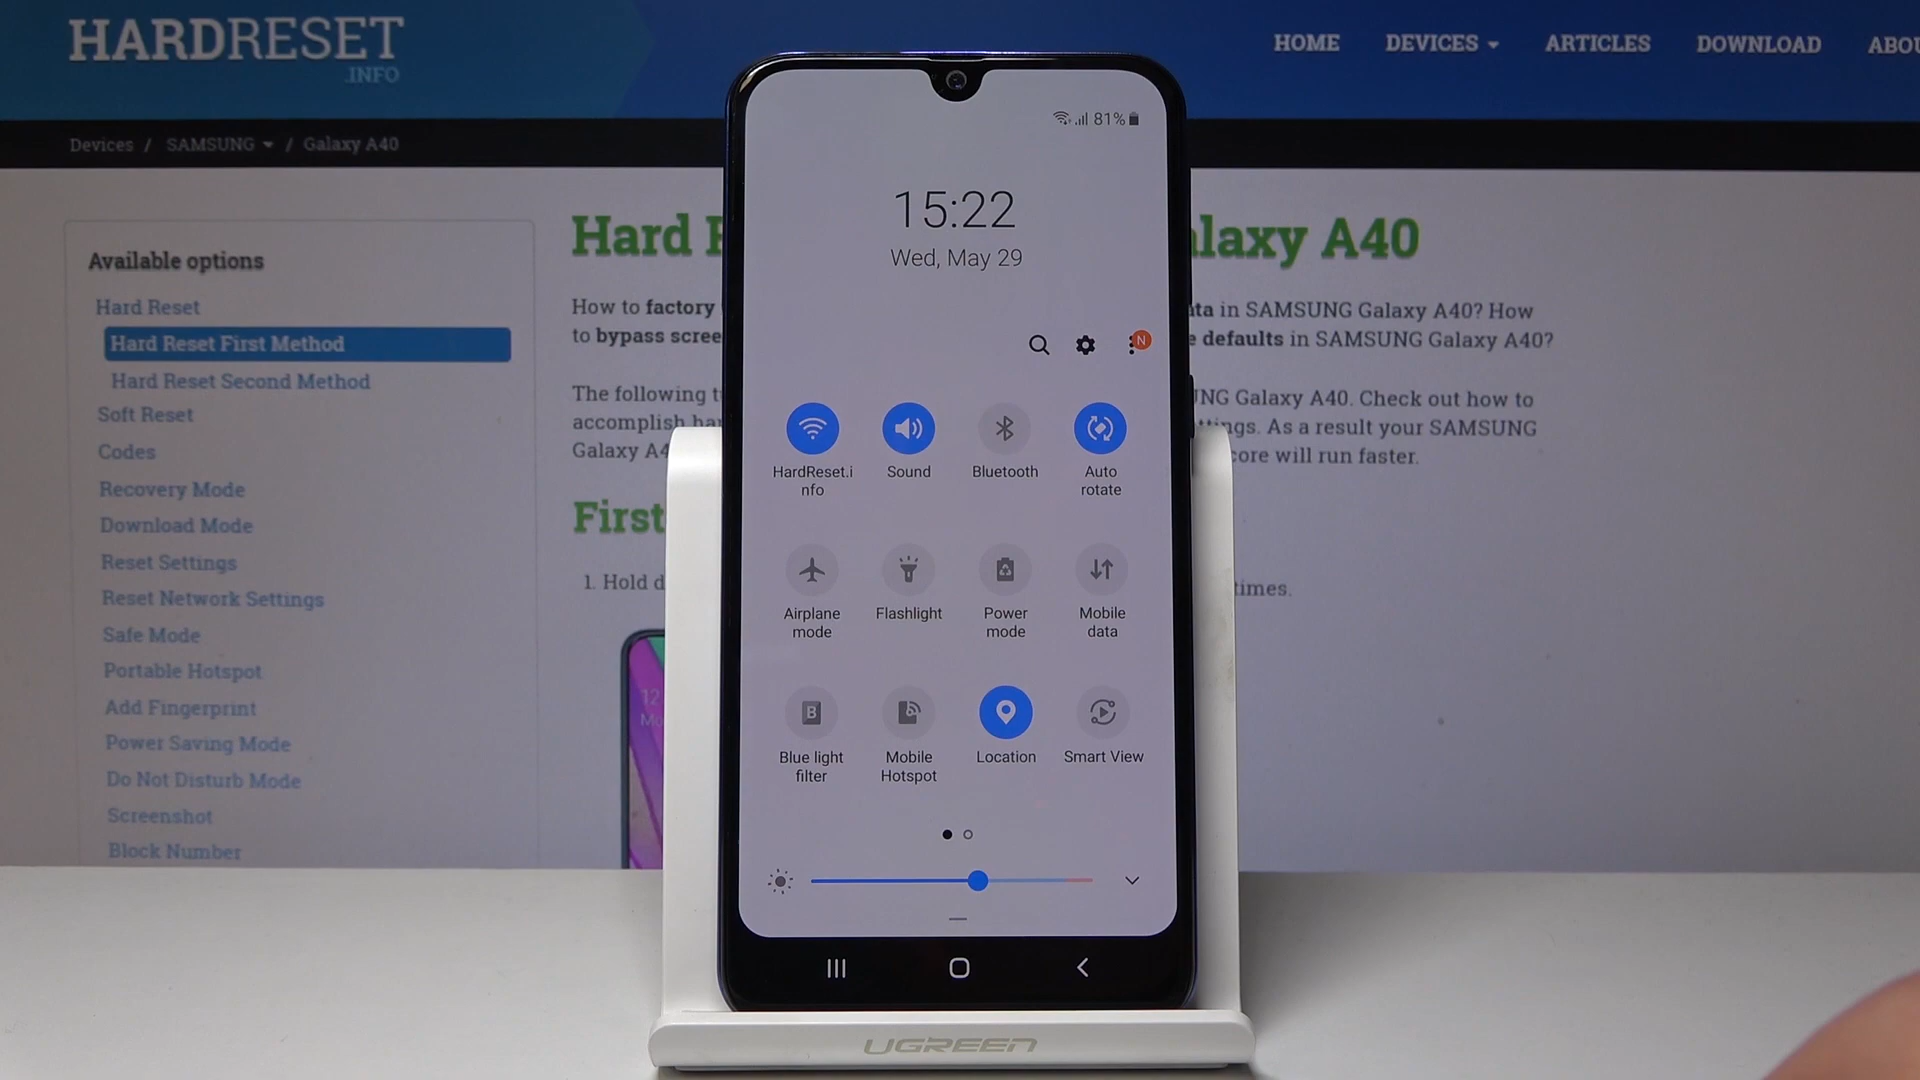 HARDRESET
.INFO
HOME DEVICES ARTICLES DOWNLOAD
Devices / SAMSUNG / Galaxy A40
Available options
Hard Reset
Hard Reset First Method
Hard Reset Second Method
Soft Reset
Codes
Recovery Mode
Download Mode
Reset Settings
Reset Network Settings
Safe Mode
Portable Hotspot
Add Fingerprint
Power Saving Mode
Do Not Disturb Mode
Screenshot
Block Number
Hard
Galaxy A40
How to factory
in SAMSUNG Galaxy A40? How
to bypass
defaults in SAMSUNG Galaxy A40?
The following
Galaxy A40. Check out how to
accomplish
As a result your SAMSUNG
Galaxy
will run faster.
First
1. Hold
times.
12
81%
15:22
Wed, May 29
N
HardReset.i
nfo
Sound
Bluetooth
Auto
rotate
Airplane
mode
Flashlight
Power
mode
Mobile
data
B
Blue light
filter
Mobile
Hotspot
Location
Smart View
UGREEN